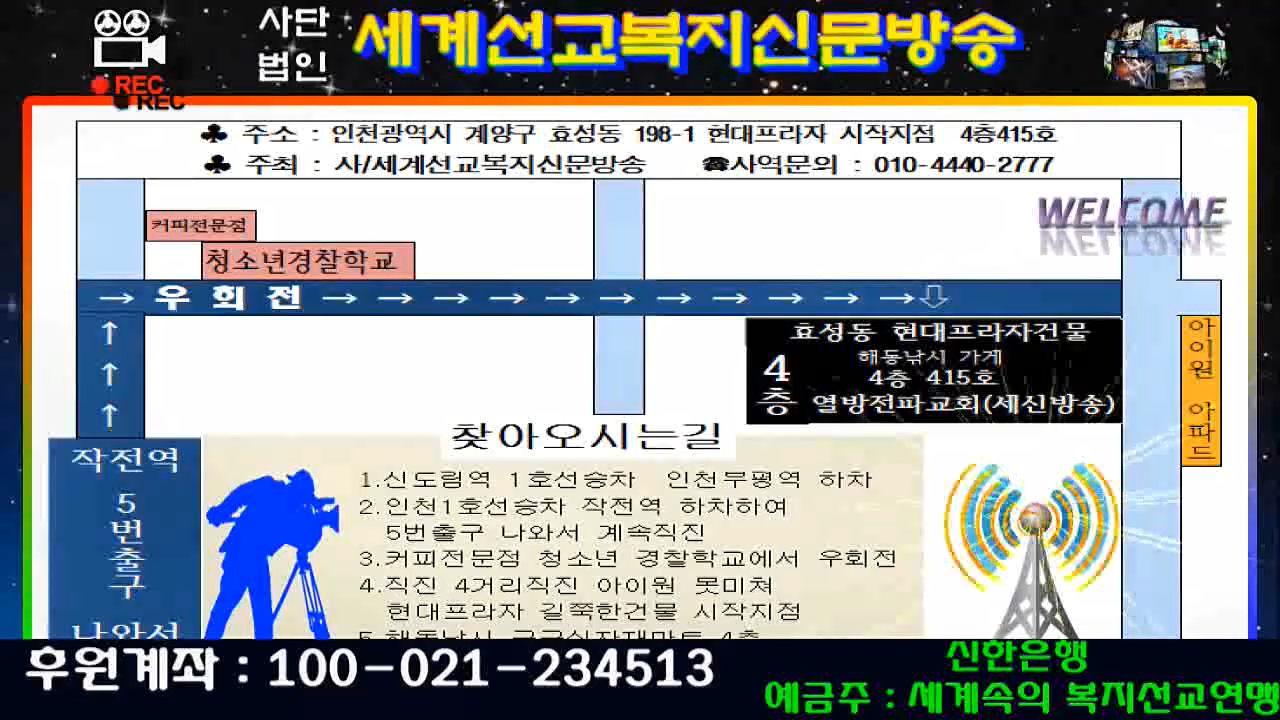 사단
법인
세계선교복지신문방송
REC
REC
♣ 주소 : 인천광역시 계양구 효성동 198-1 현대프라자 시작지점 4층415호
♣ 주최 : 사/세계선교복지신문방송 ☎사역문의 : 010-4440-2777
WELCOME
커피전문점
청소년경찰학교
→ 우 회 전 → → → → → → → → → → → ⇩
↑
↑
↑
효성동 현대프라자건물
해동낚시 가게
4층 415호
4층
열방전파교회(세신방송)
아이원 아파드
찾아오시는길
작전역
5번출구
나와서
1.신도림역 1호선승차 인천부평역 하차
2.인천1호선승차 작전역 하차하여
5번출구 나와서 계속직진
3.커피전문점 청소년 경찰학교에서 우회전
4.직진 4거리직진 아이원 못미쳐
현대프라자 길쭉한건물 시작지점
5.해동낚시
4층
후원계좌 : 100-021-234513
신한은행
예금주 : 세계속의 복지선교연맹